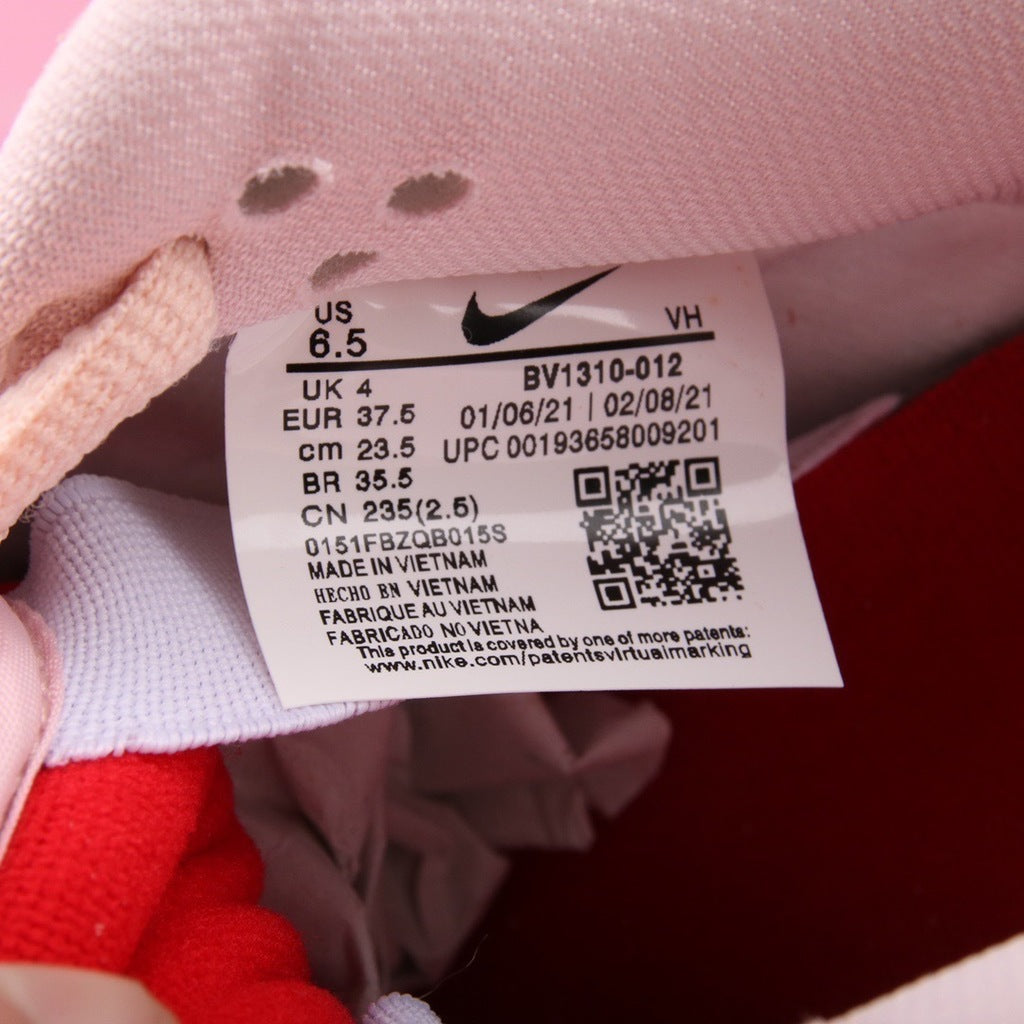 US
6.5
VH
BV1310-012
UK 4
EUR 37.5
01/06/21 | 02/08/21
cm 23.5
UPC 00193658009201
BR 35.5
CN 235(2.5)
0151FBZQB015S
MADE IN VIETNAM
HECHO BN VIETNAM
FABRIQUE AU VIETNAM
FABRICADO NO VIETNA
This product is covered by one of more patents:
www.nike.com/patentsvirtualmarking